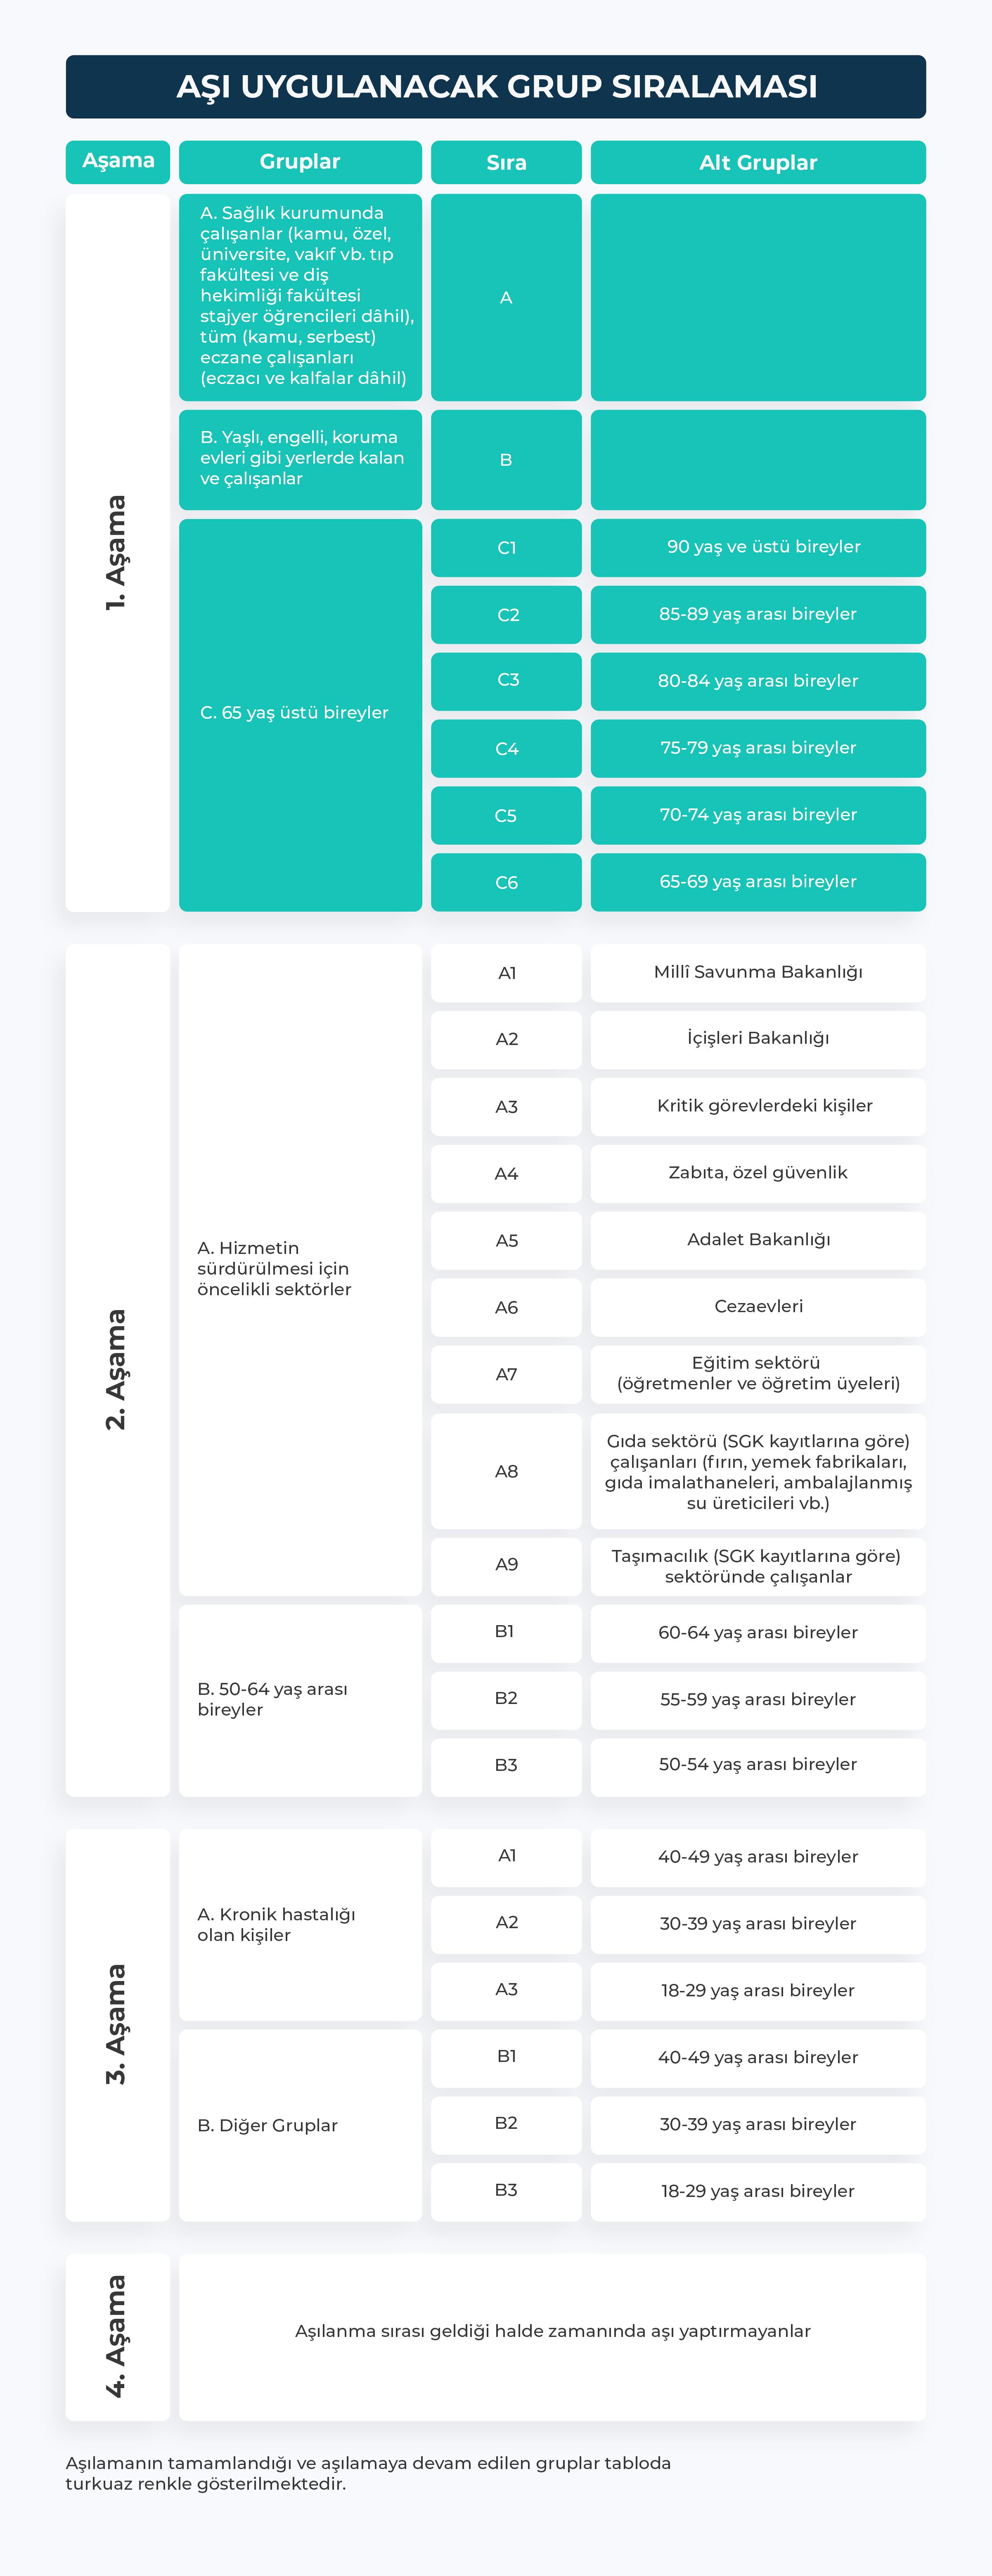 AŞI UYGULANACAK GRUP SIRALAMASI
Aşama
Gruplar
Sıra
Alt Gruplar
1. Aşama
A. Sağlık kurumunda
çalışanlar (kamu, özel,
üniversite, vakıf vb. tıp
fakültesi ve diş
hekimliği fakültesi
stajyer öğrencileri dâhil),
tüm (kamu, serbest)
eczane çalışanları
(eczacı ve kalfalar dâhil)
A
B. Yaşlı, engelli, koruma
evleri gibi yerlerde kalan
ve çalışanlar
B
C. 65 yaş üstü bireyler
C1
90 yaş ve üstü bireyler
C2
85-89 yaş arası bireyler
C3
80-84 yaş arası bireyler
C4
75-79 yaş arası bireyler
C5
70-74 yaş arası bireyler
C6
65-69 yaş arası bireyler
2. Aşama
A. Hizmetin
sürdürülmesi için
öncelikli sektörler
A1
Millî Savunma Bakanlığı
A2
İçişleri Bakanlığı
A3
Kritik görevlerdeki kişiler
A4
Zabıta, özel güvenlik
A5
Adalet Bakanlığı
A6
Cezaevleri
A7
Eğitim sektörü
(öğretmenler ve öğretim üyeleri)
A8
Gıda sektörü (SGK kayıtlarına göre)
çalışanları (fırın, yemek fabrikaları,
gıda imalathaneleri, ambalajlanmış
su üreticileri vb.)
A9
Taşımacılık (SGK kayıtlarına göre)
sektöründe çalışanlar
B. 50-64 yaş arası
bireyler
B1
60-64 yaş arası bireyler
B2
55-59 yaş arası bireyler
B3
50-54 yaş arası bireyler
3. Aşama
A. Kronik hastalığı
olan kişiler
A1
40-49 yaş arası bireyler
A2
30-39 yaş arası bireyler
A3
18-29 yaş arası bireyler
B. Diğer Gruplar
B1
40-49 yaş arası bireyler
B2
30-39 yaş arası bireyler
B3
18-29 yaş arası bireyler
4. Aşama
Aşılanma sırası geldiği halde zamanında aşı yaptırmayanlar
Aşılamanın tamamlandığı ve aşılamaya devam edilen gruplar tabloda
turkuaz renkle gösterilmektedir.